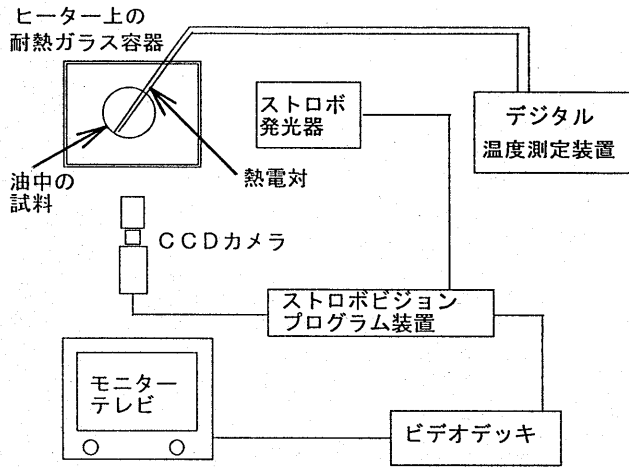 ヒーター上の
耐熱ガラス容器
ストロボ
発光器
デジタル
温度測定装置
油中の
試料
熱電対
CCDカメラ
ストロボビジョン
プログラム装置
モニター
テレビ
ビデオデッキ